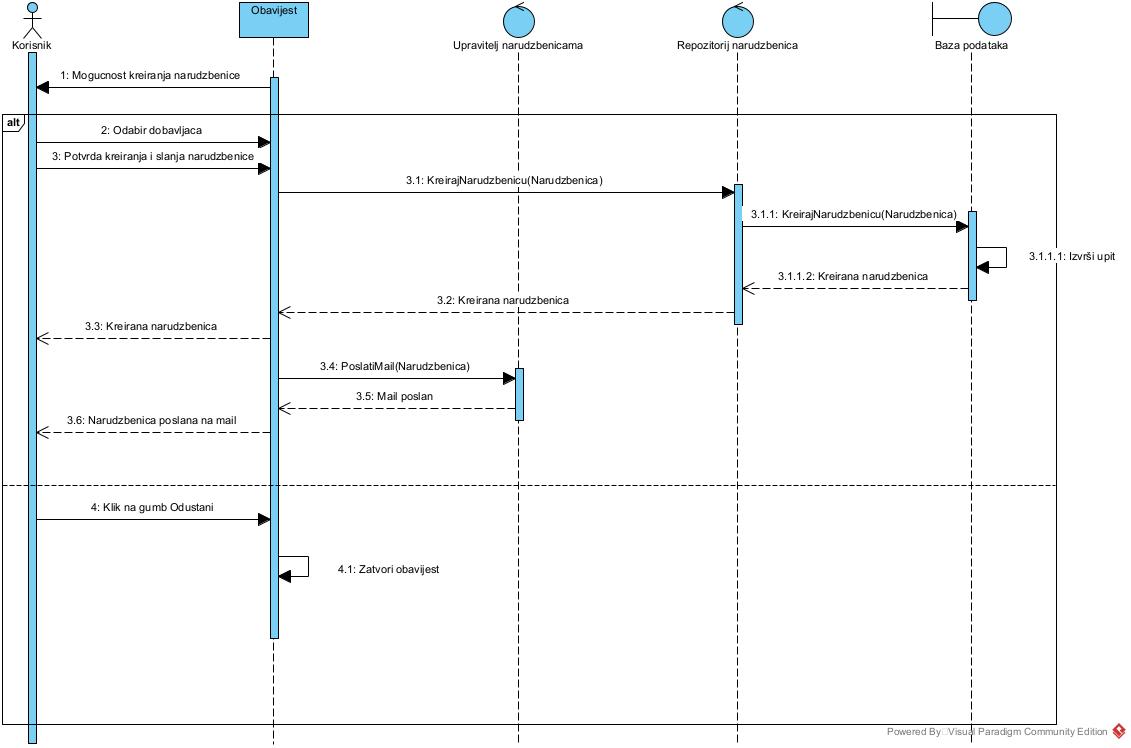 Korisnik
Obavijest
Upravitelj narudzbenicama
Repozitorij narudzbenica
Baza podataka
1: Mogucnost kreiranja narudzbenice
alt
2: Odabir dobavljaca
3: Potvrda kreiranja i slanja narudzbenice
3.1: KreirajNarudzbenicu(Narudzbenica)
3.1.1: KreirajNarudzbenicu(Narudzbenica)
3.1.1.1: Izvrši upit
3.1.1.2: Kreirana narudzbenica
3.2: Kreirana narudzbenica
3.3: Kreirana narudzbenica
3.4: PoslatiMail(Narudzbenica)
3.5: Mail poslan
3.6: Narudzbenica poslana na mail
4: Klik na gumb Odustani
4.1: Zatvori obavijest
Powered By Visual Paradigm Community Edition